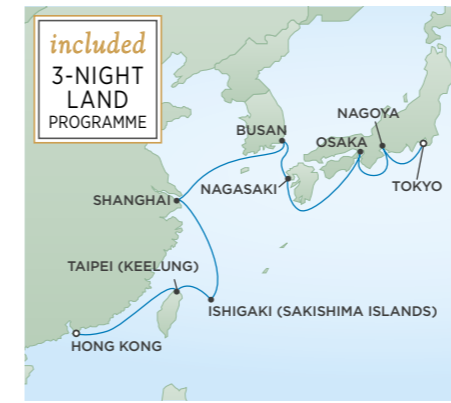 included
3-NIGHT
LAND
PROGRAMME
NAGOYA
BUSAN
OSAKA
NAGASAKI
TOKYO
SHANGHAI
TAIPEI (KEELUNG)
ISHIGAKI (SAKISHIMA ISLANDS)
HONG KONG